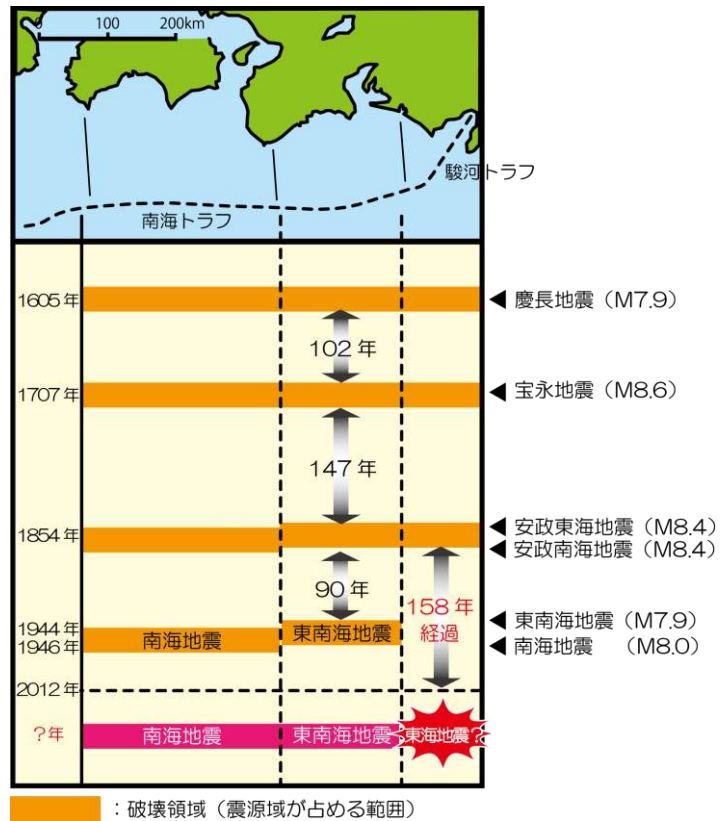 0 100 200km
駿河トラフ
南海トラフ
1605年
◀ 慶長地震（M7.9）
102年
1707年
◀ 宝永地震（M8.6）
147年
1854年
◀ 安政東海地震（M8.4）
◀ 安政南海地震（M8.4）
90年
158年
経過
1944年
東南海地震
◀ 東南海地震（M7.9）
1946年
南海地震
◀ 南海地震　（M8.0）
2012年
?年
南海地震
東南海地震
東海地震?
：破壊領域（震源域が占める範囲）